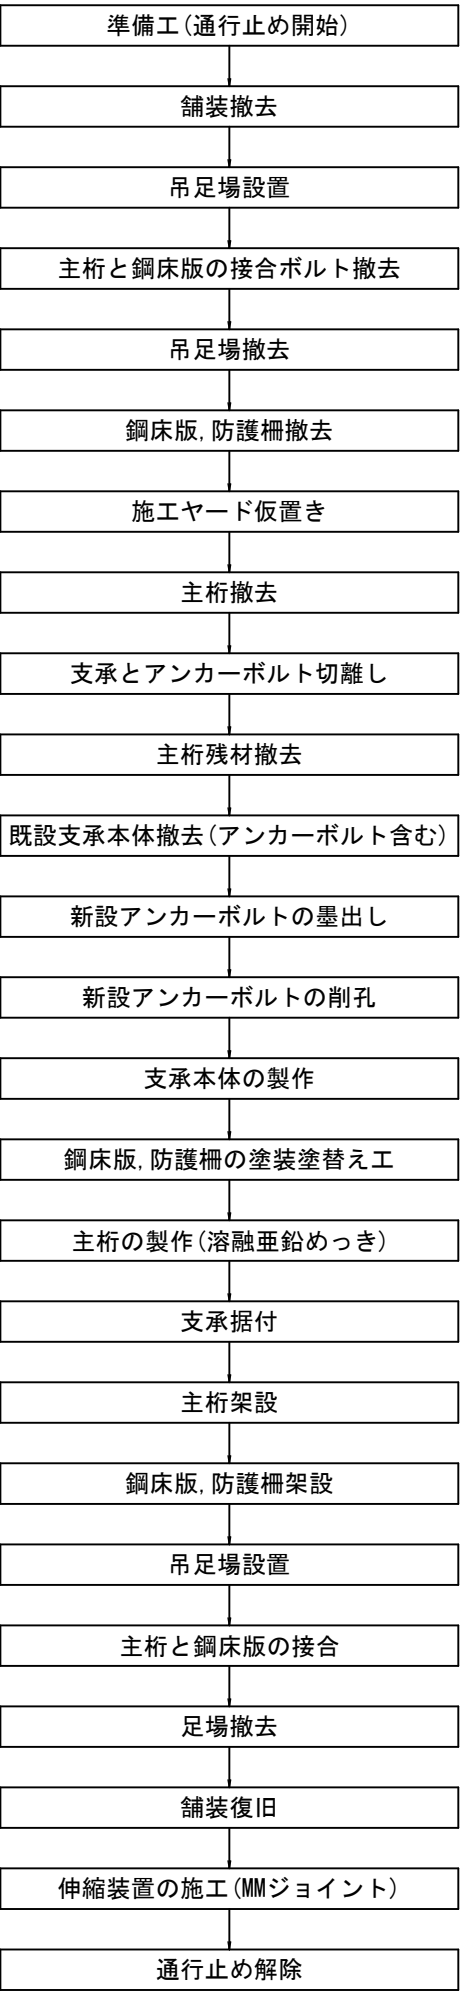 準備工(通行止め開始)
舗装撤去
吊足場設置
主桁と鋼床版の接合ボルト撤去
吊足場撤去
鋼床版,防護柵撤去
施工ヤード仮置き
主桁撤去
支承とアンカーボルト切離し
主桁残材撤去
既設支承本体撤去(アンカーボルト含む)
新設アンカーボルトの墨出し
新設アンカーボルトの削孔
支承本体の製作
鋼床版,防護柵の塗装塗替え工
主桁の製作(溶融亜鉛めっき)
支承据付
主桁架設
鋼床版,防護柵架設
吊足場設置
主桁と鋼床版の接合
足場撤去
舗装復旧
伸縮装置の施工(MMジョイント)
通行止め解除